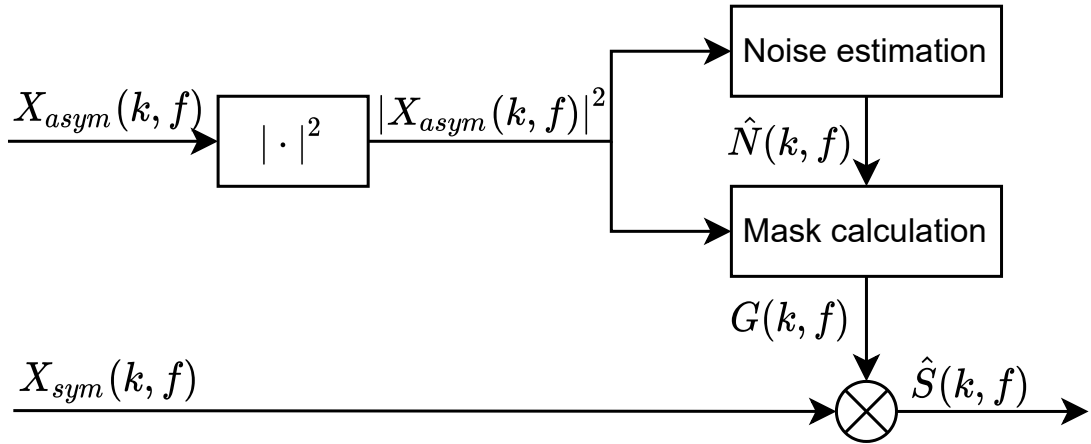 Noise estimation
X_{asym}(k, f)
|X_{asym}(k, f)|^2
| · |^2
\hat{N}(k, f)
Mask calculation
G(k, f)
X_{sym}(k, f)
\hat{S}(k, f)